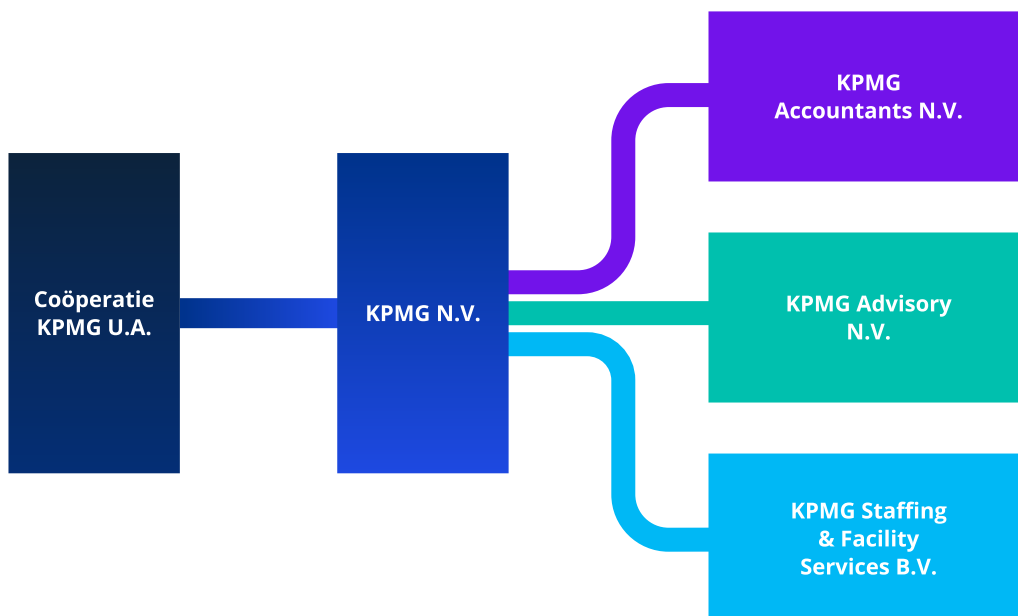 Coöperatie
KPMG U.A.
KPMG N.V.
KPMG
Accountants N.V.
KPMG Advisory
N.V.
KPMG Staffing
& Facility
Services B.V.